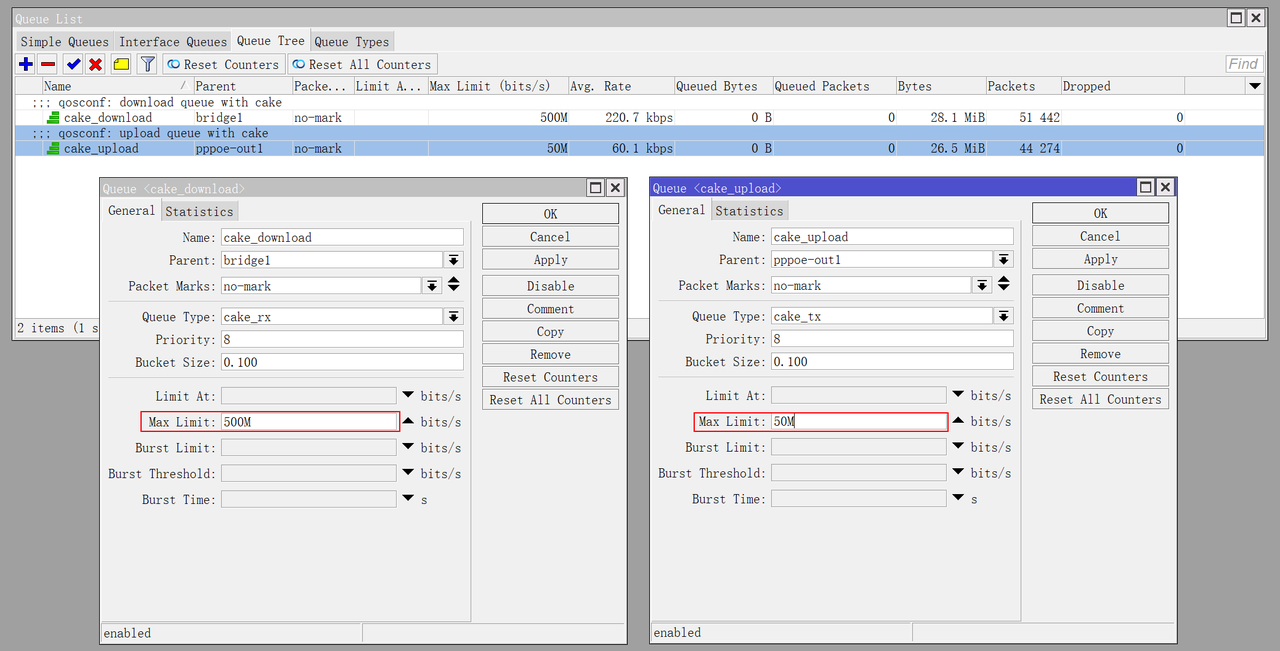 Queue List
Simple Queues Interface Queues Queue Tree Queue Types
Reset Counters Reset All Counters Find
Name / Parent Packe... Limit A... Max Limit (bits/s) Avg. Rate Queued Bytes Queued Packets Bytes Packets Dropped
;;; qosconf: download queue with cake
cake_download bridge1 no-mark 500M 220.7 kbps 0 B 0 28.1 MiB 51 442 0
;;; qosconf: upload queue with cake
cake_upload pppoe-out1 no-mark 50M 60.1 kbps 0 B 0 26.5 MiB 44 274 0
2 items (1 s
Queue <cake_download>
General Statistics
Name: cake_download
Parent: bridge1
Packet Marks: no-mark
Queue Type: cake_rx
Priority: 8
Bucket Size: 0.100
Limit At: bits/s
Max Limit: 500M bits/s
Burst Limit: bits/s
Burst Threshold: bits/s
Burst Time: s
OK
Cancel
Apply
Disable
Comment
Copy
Remove
Reset Counters
Reset All Counters
enabled
Queue <cake_upload>
General Statistics
Name: cake_upload
Parent: pppoe-out1
Packet Marks: no-mark
Queue Type: cake_tx
Priority: 8
Bucket Size: 0.100
Limit At: bits/s
Max Limit: 50M bits/s
Burst Limit: bits/s
Burst Threshold: bits/s
Burst Time: s
OK
Cancel
Apply
Disable
Comment
Copy
Remove
Reset Counters
Reset All Counters
enabled